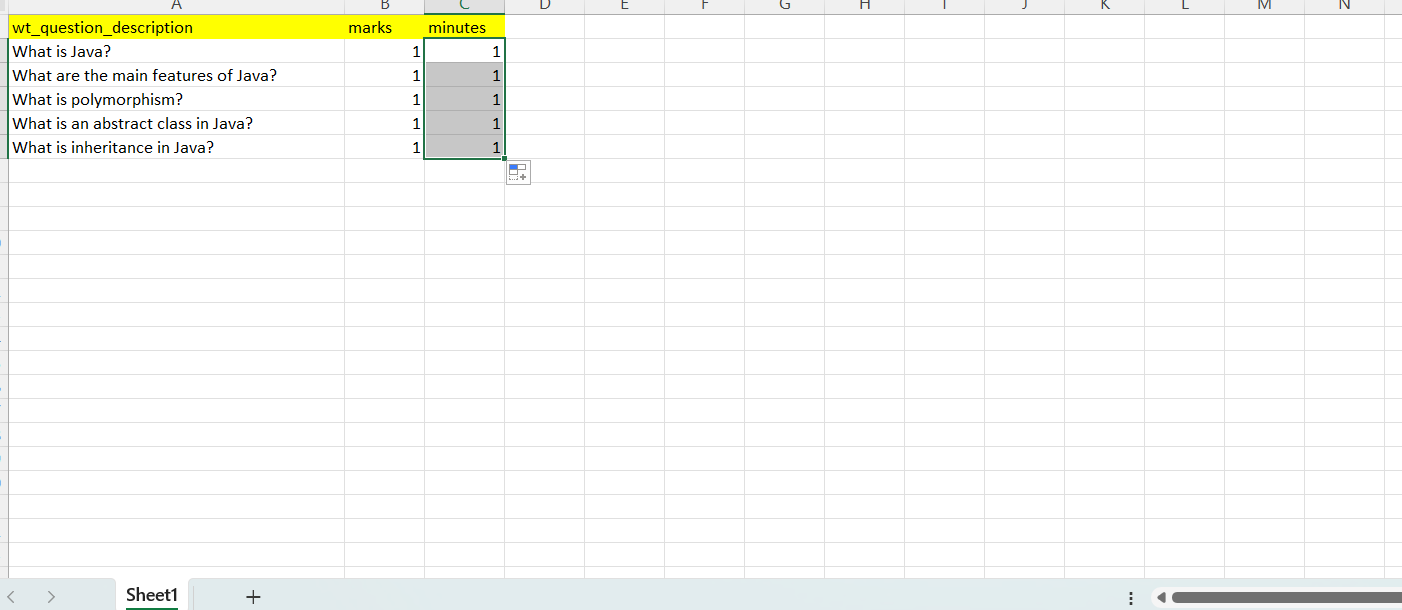 A B C D E F G H I J K L M N
wt_question_description marks minutes
What is Java? 1 1
What are the main features of Java? 1 1
What is polymorphism? 1 1
What is an abstract class in Java? 1 1
What is inheritance in Java? 1 1
Sheet1